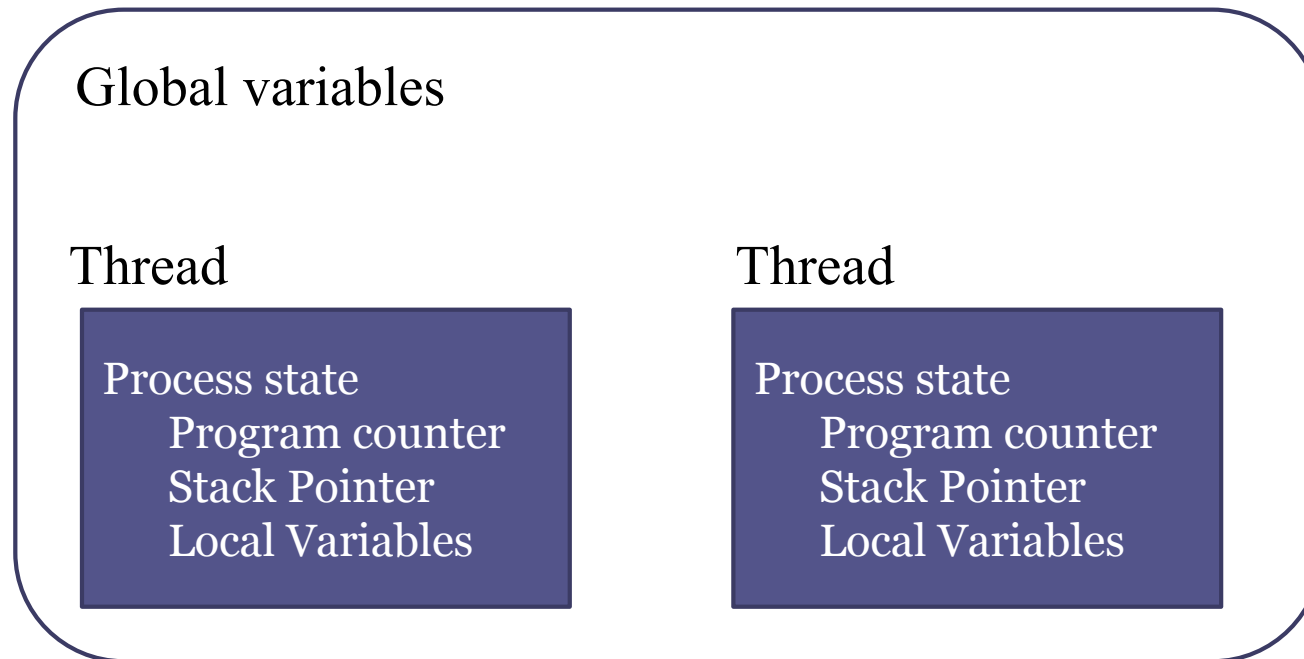 Global variables
Thread
Process state
Program counter
Stack Pointer
Local Variables
Thread
Process state
Program counter
Stack Pointer
Local Variables